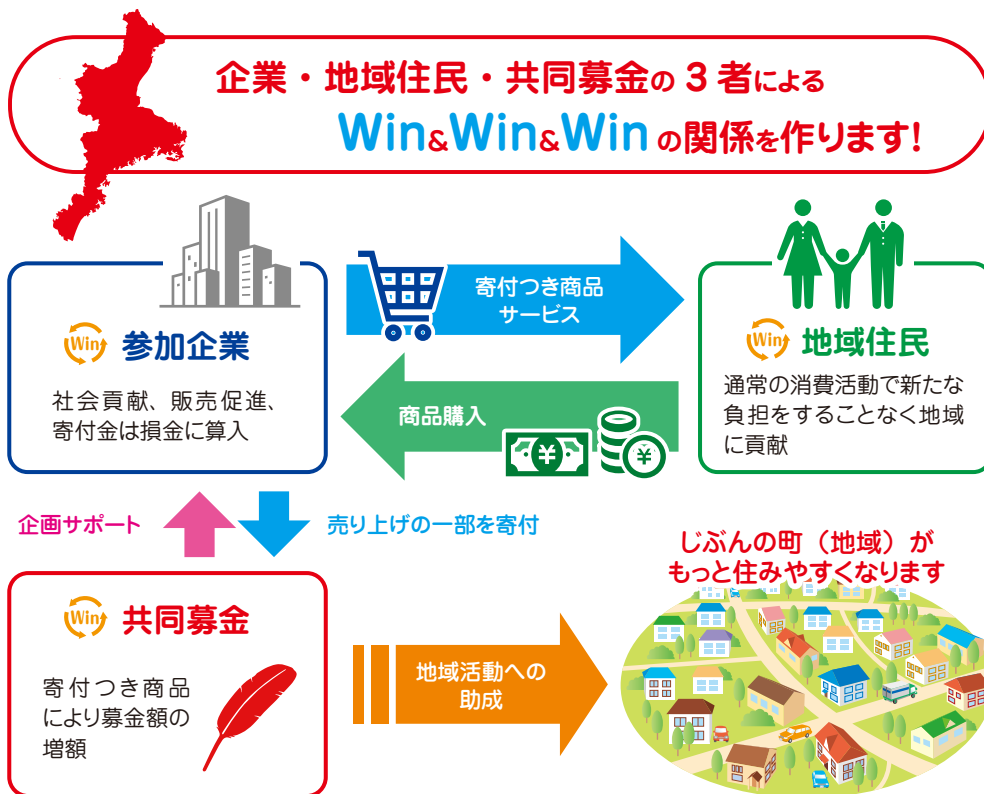 企業・地域住民・共同募金の3者による
Win&Win&Winの関係を作ります!
寄付つき商品
サービス
Win 参加企業
社会貢献、販売促進、
寄付金は損金に算入
Win 地域住民
通常の消費活動で新たな
負担をすることなく地域
に貢献
商品購入
¥ ¥
企画サポート
売り上げの一部を寄付
じぶんの町（地域）が
もっと住みやすくなります
Win 共同募金
寄付つき商品
により募金額の
増額
地域活動への
助成